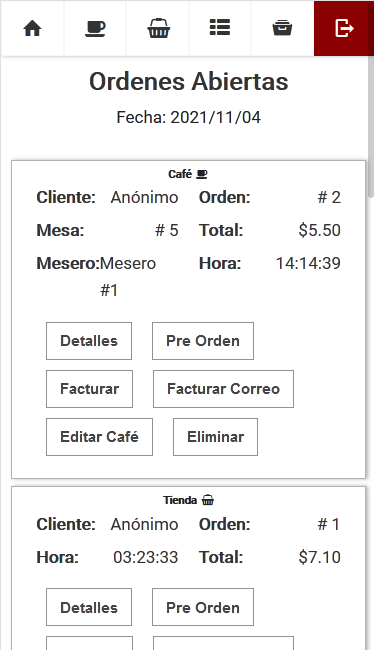 Ordenes Abiertas
Fecha: 2021/11/04
Café
Cliente: Anónimo Orden: # 2
Mesa: # 5 Total: $5.50
Mesero:Mesero #1 Hora: 14:14:39
Detalles Pre Orden
Facturar Facturar Correo
Editar Café Eliminar
Tienda
Cliente: Anónimo Orden: # 1
Hora: 03:23:33 Total: $7.10
Detalles Pre Orden